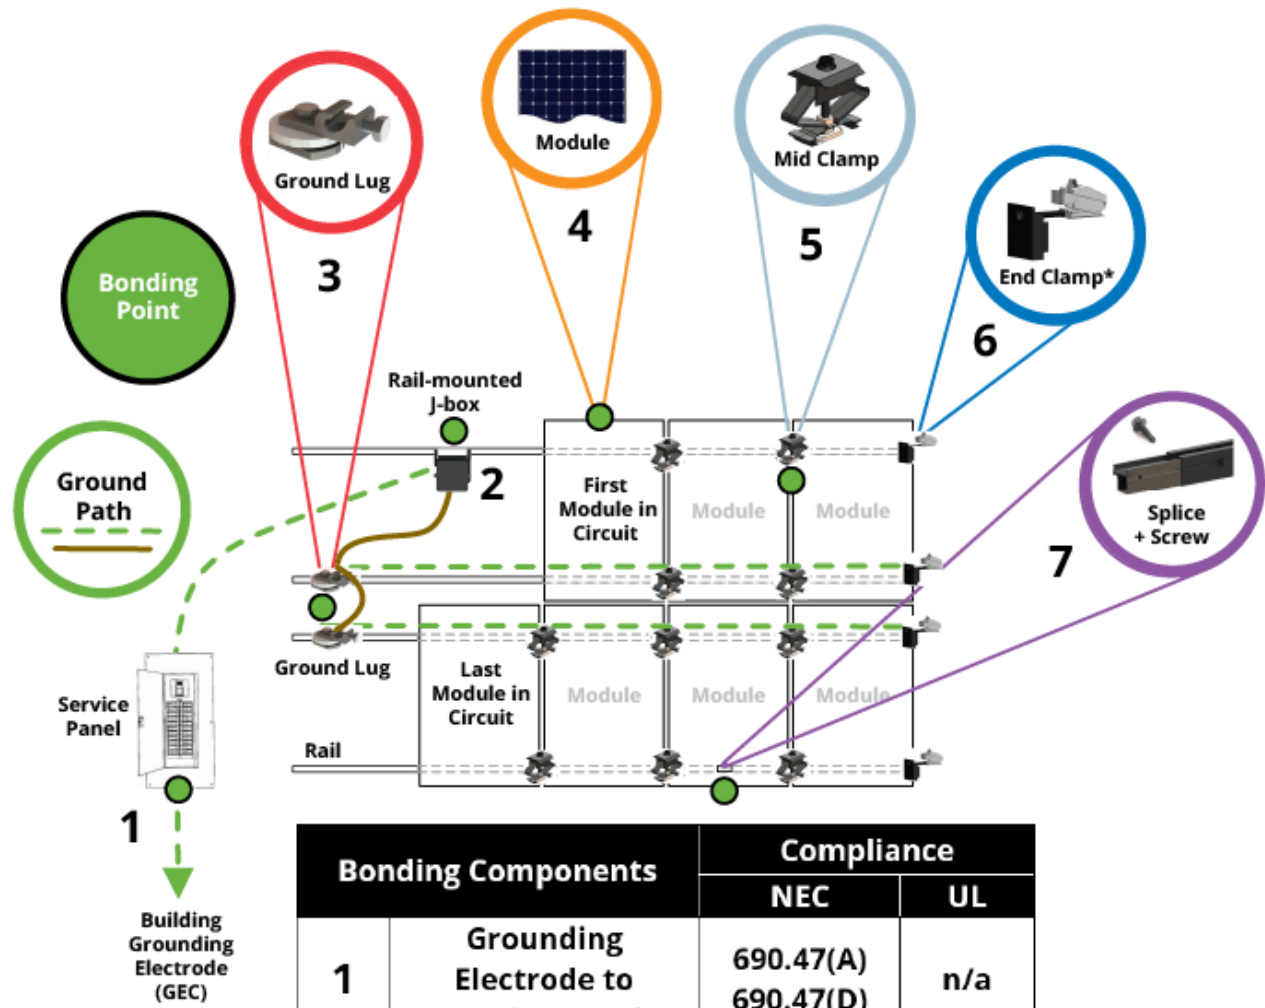 Ground Lug
3
Module
4
Mid Clamp
5
End Clamp*
6
Bonding
Point
Rail-mounted
J-box
2
Ground
Path
First
Module in
Circuit
Module
Module
Splice
+ Screw
7
Ground Lug
Last
Module in
Circuit
Module
Module
Module
Service
Panel
Rail
1
Building
Grounding
Electrode
(GEC)
Bonding Components
Compliance
NEC
UL
1
Grounding
Electrode to
690.47(A)
690.47(D)
n/a